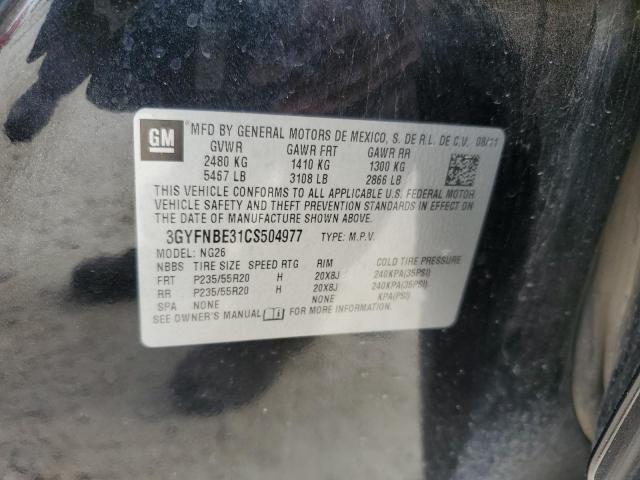 GM
MFD BY GENERAL MOTORS DE MEXICO, S. DE R.L. DE C.V. 08/11
GVWR GAWR FRT GAWR RR
2480 KG 1410 KG 1300 KG
5467 LB 3108 LB 2866 LB
THIS VEHICLE CONFORMS TO ALL APPLICABLE U.S. FEDERAL MOTOR
VEHICLE SAFETY AND THEFT PREVENTION STANDARDS IN EFFECT
ON THE DATE OF MANUFACTURE SHOWN ABOVE.
3GYFNBE31CS504977 TYPE: M.P.V.
MODEL: NG26
NBBS TIRE SIZE SPEED RTG RIM COLD TIRE PRESSURE
FRT P235/55R20 H 20X8J 240KPA(35PSI)
RR P235/55R20 H 20X8J 240KPA(35PSI)
SPA NONE NONE KPA(PSI)
SEE OWNER'S MANUAL FOR MORE INFORMATION.